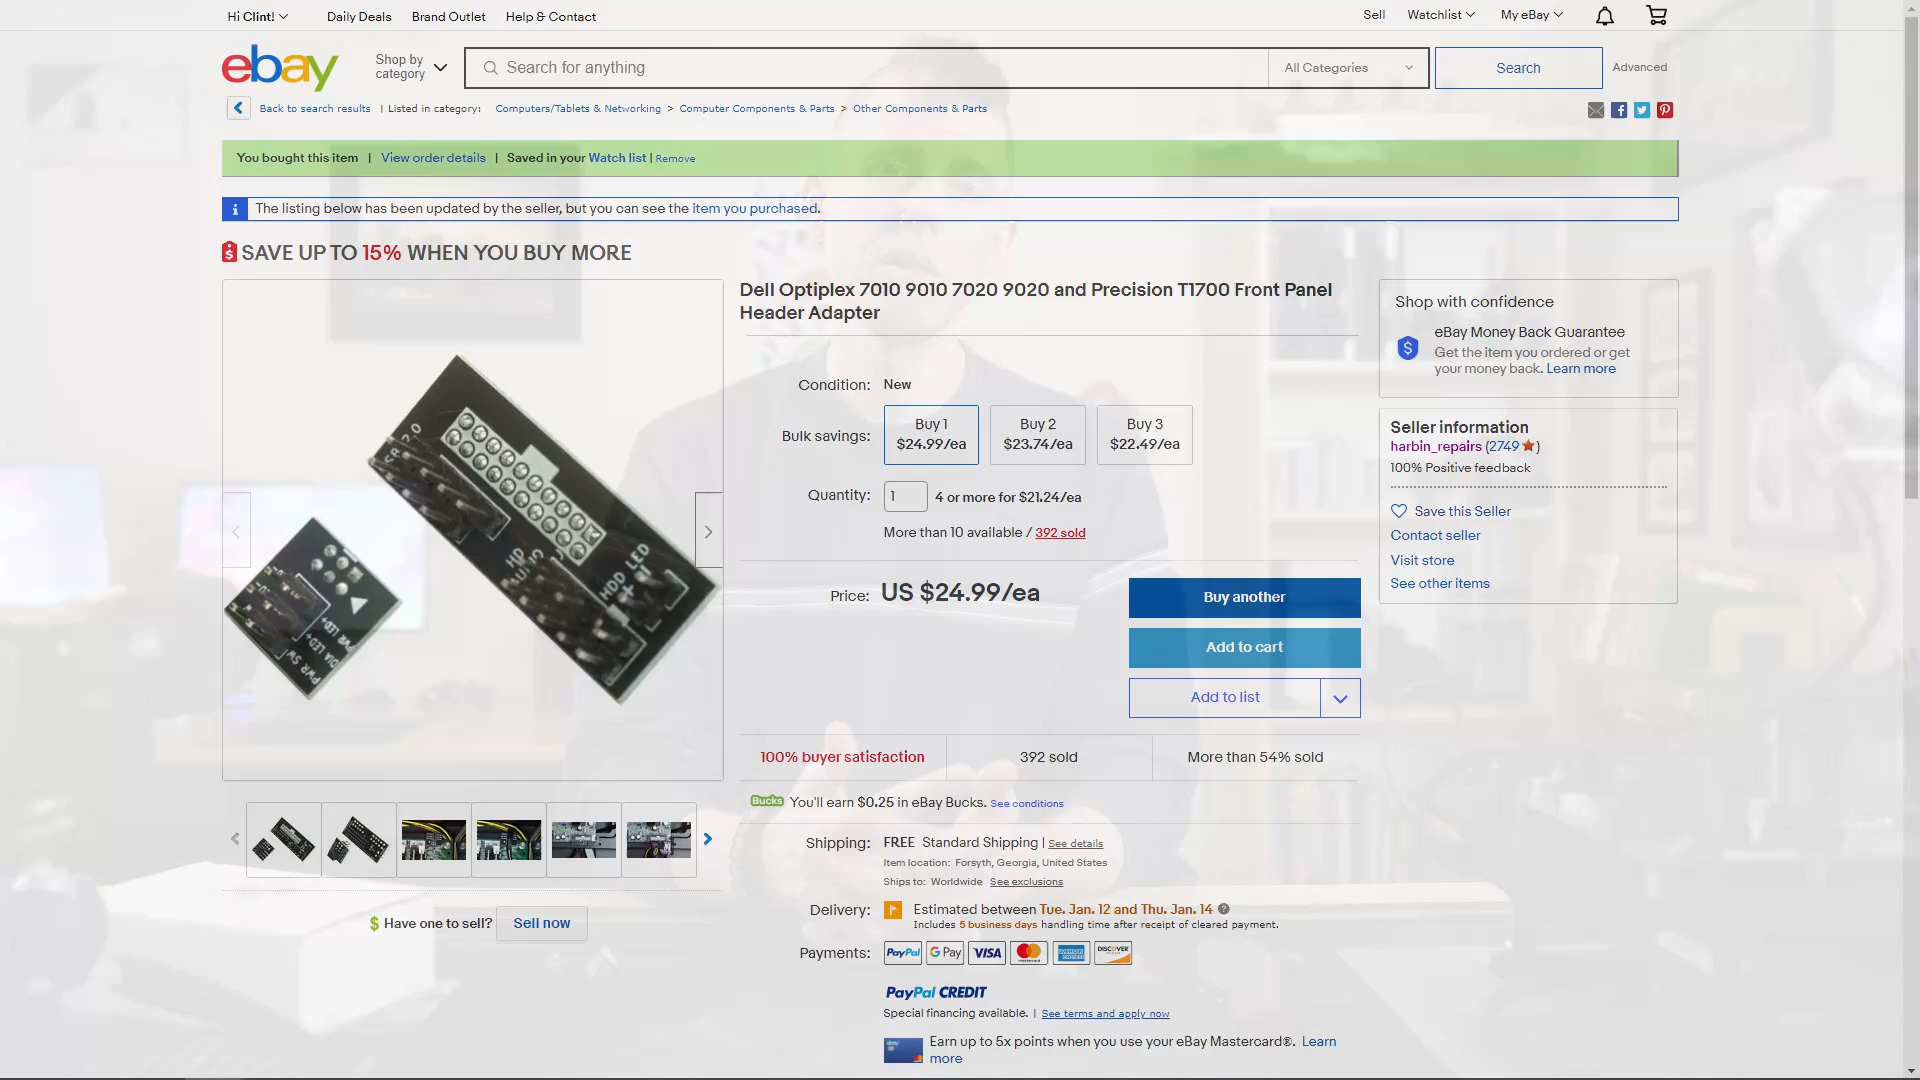 Hi Clint!
Daily Deals
Brand Outlet
Help & Contact
Sell
Watchlist
My eBay
ebay
Shop by category
Search for anything
All Categories
Search
Advanced
Back to search results | Listed in category: Computers/Tablets & Networking > Computer Components & Parts > Other Components & Parts
You bought this item | View order details | Saved in your Watch list | Remove
i The listing below has been updated by the seller, but you can see the item you purchased.
SAVE UP TO 15% WHEN YOU BUY MORE
HD AUDIO
HDD LED
PWR LED+
DIA LED+
PWR SW
Dell Optiplex 7010 9010 7020 9020 and Precision T1700 Front Panel
Header Adapter
Condition: New
Bulk savings:
Buy 1
$24.99/ea
Buy 2
$23.74/ea
Buy 3
$22.49/ea
Quantity: 1 4 or more for $21.24/ea
More than 10 available / 392 sold
Price: US $24.99/ea
Buy another
Add to cart
Add to list
100% buyer satisfaction
392 sold
More than 54% sold
Bucks You'll earn $0.25 in eBay Bucks. See conditions
Shipping: FREE Standard Shipping | See details
Item location: Forsyth, Georgia, United States
Ships to: Worldwide See exclusions
Delivery: Estimated between Tue. Jan. 12 and Thu. Jan. 14
Includes 5 business days handling time after receipt of cleared payment.
Payments: PayPal G Pay VISA mastercard AMERICAN EXPRESS DISCOVER
PayPal CREDIT
Special financing available. | See terms and apply now
ebay
Earn up to 5x points when you use your eBay Mastercard®. Learn
more
Have one to sell? Sell now
Shop with confidence
eBay Money Back Guarantee
Get the item you ordered or get
your money back. Learn more
Seller information
harbin_repairs (2749)
100% Positive feedback
Save this Seller
Contact seller
Visit store
See other items